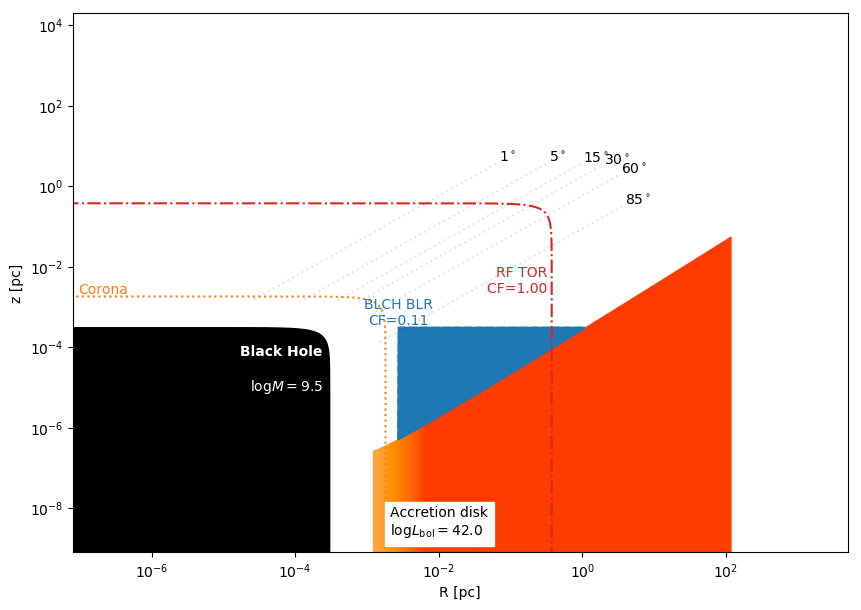 10^4
10^2
10^0
10^-2
10^-4
10^-6
10^-8
z [pc]
1°
5°
15°
30°
60°
85°
RF TOR
CF=1.00
Corona
BLCH BLR
CF=0.11
Black Hole
logM = 9.5
Accretion disk
logL_bol = 42.0
10^-6
10^-4
10^-2
10^0
10^2
R [pc]